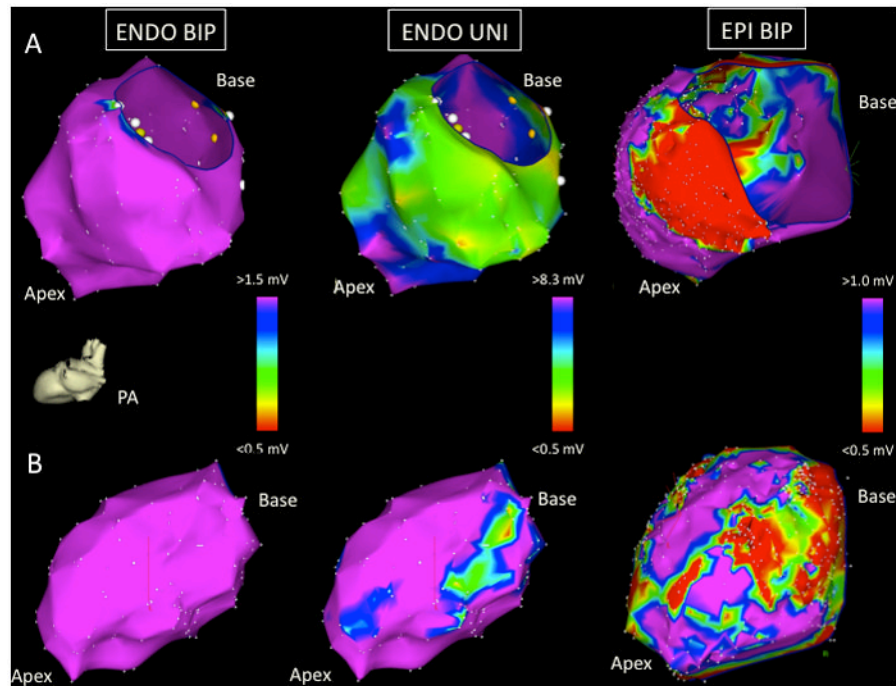 A
ENDO BIP
ENDO UNI
EPI BIP
Base
Base
Base
Apex
Apex
Apex
>1.5 mV
>8.3 mV
>1.0 mV
PA
<0.5 mV
<0.5 mV
<0.5 mV
B
Base
Base
Base
Apex
Apex
Apex